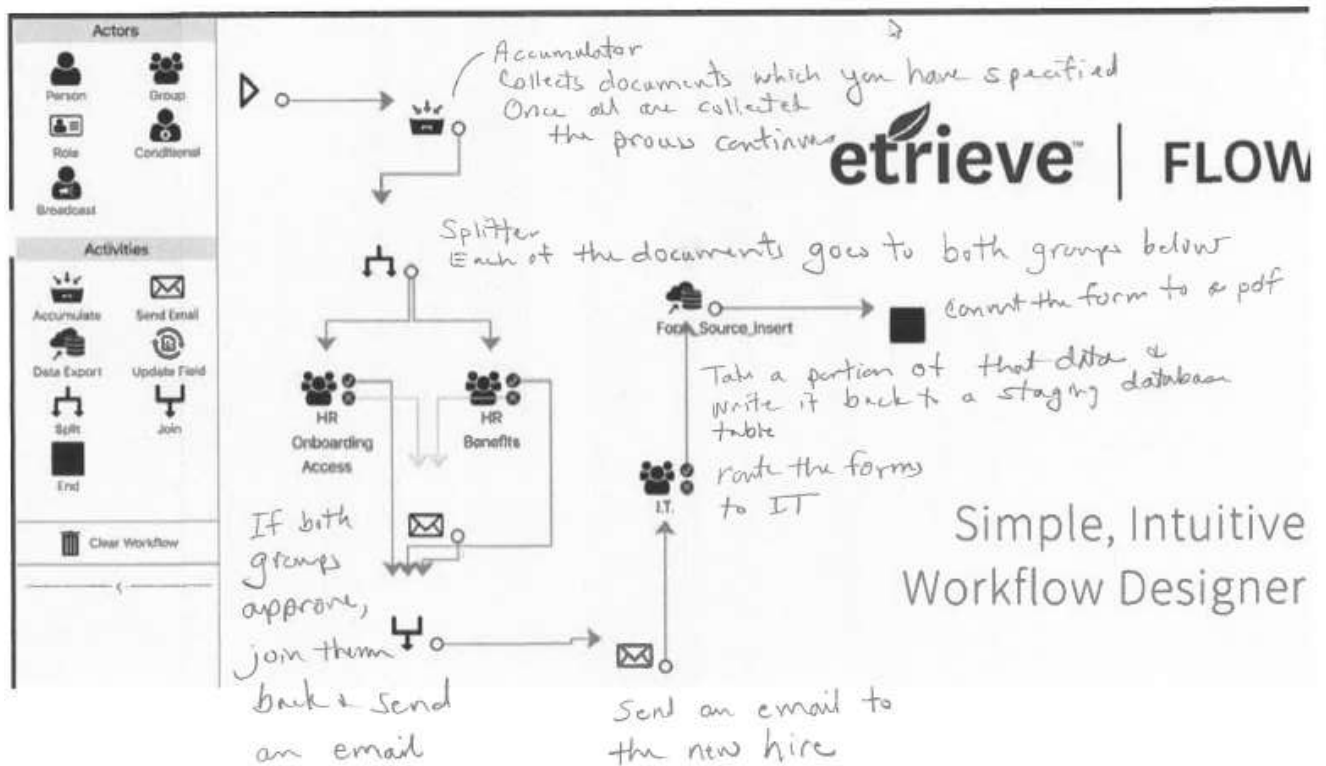 Actors
Person
Group
Role
Conditional
Broadcast
Activities
Accumulate
Send Email
Data Export
Update Field
Split
Join
End
Clear Workflow
Accumulator
Collects documents which you have specified
Once all are collected
the process continues
etrieve™ | FLOW
Splitter
Each of the documents goes to both groups below
HR
Onboarding
Access
HR
Benefits
Form_Source_Insert
convert the form to a pdf
Take a portion of that data &
write it back to a staging database
table
I.T.
route the forms
to IT
Simple, Intuitive
Workflow Designer
If both
groups
approve,
join them
back & send
an email
Send an email to
the new hire